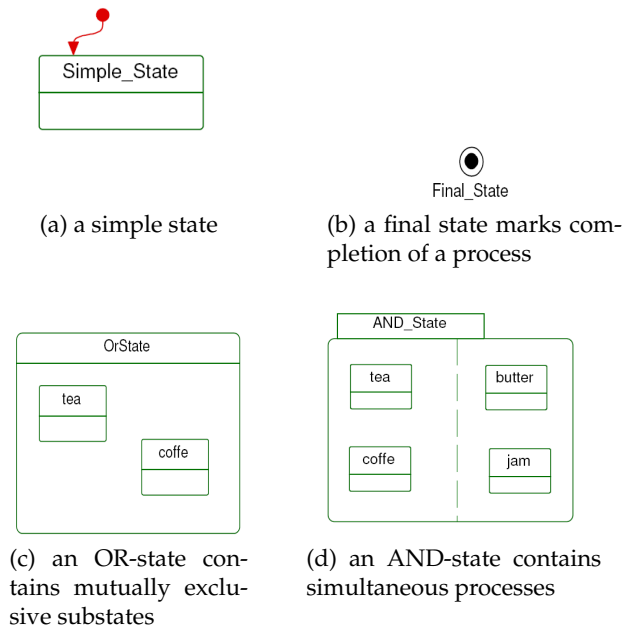 Simple_State
Final_State
(a) a simple state
(b) a final state marks com-
pletion of a process
OrState
tea
coffe
AND_State
tea
butter
coffe
jam
(c) an OR-state con-
tains mutually exclu-
sive substates
(d) an AND-state contains
simultaneous processes